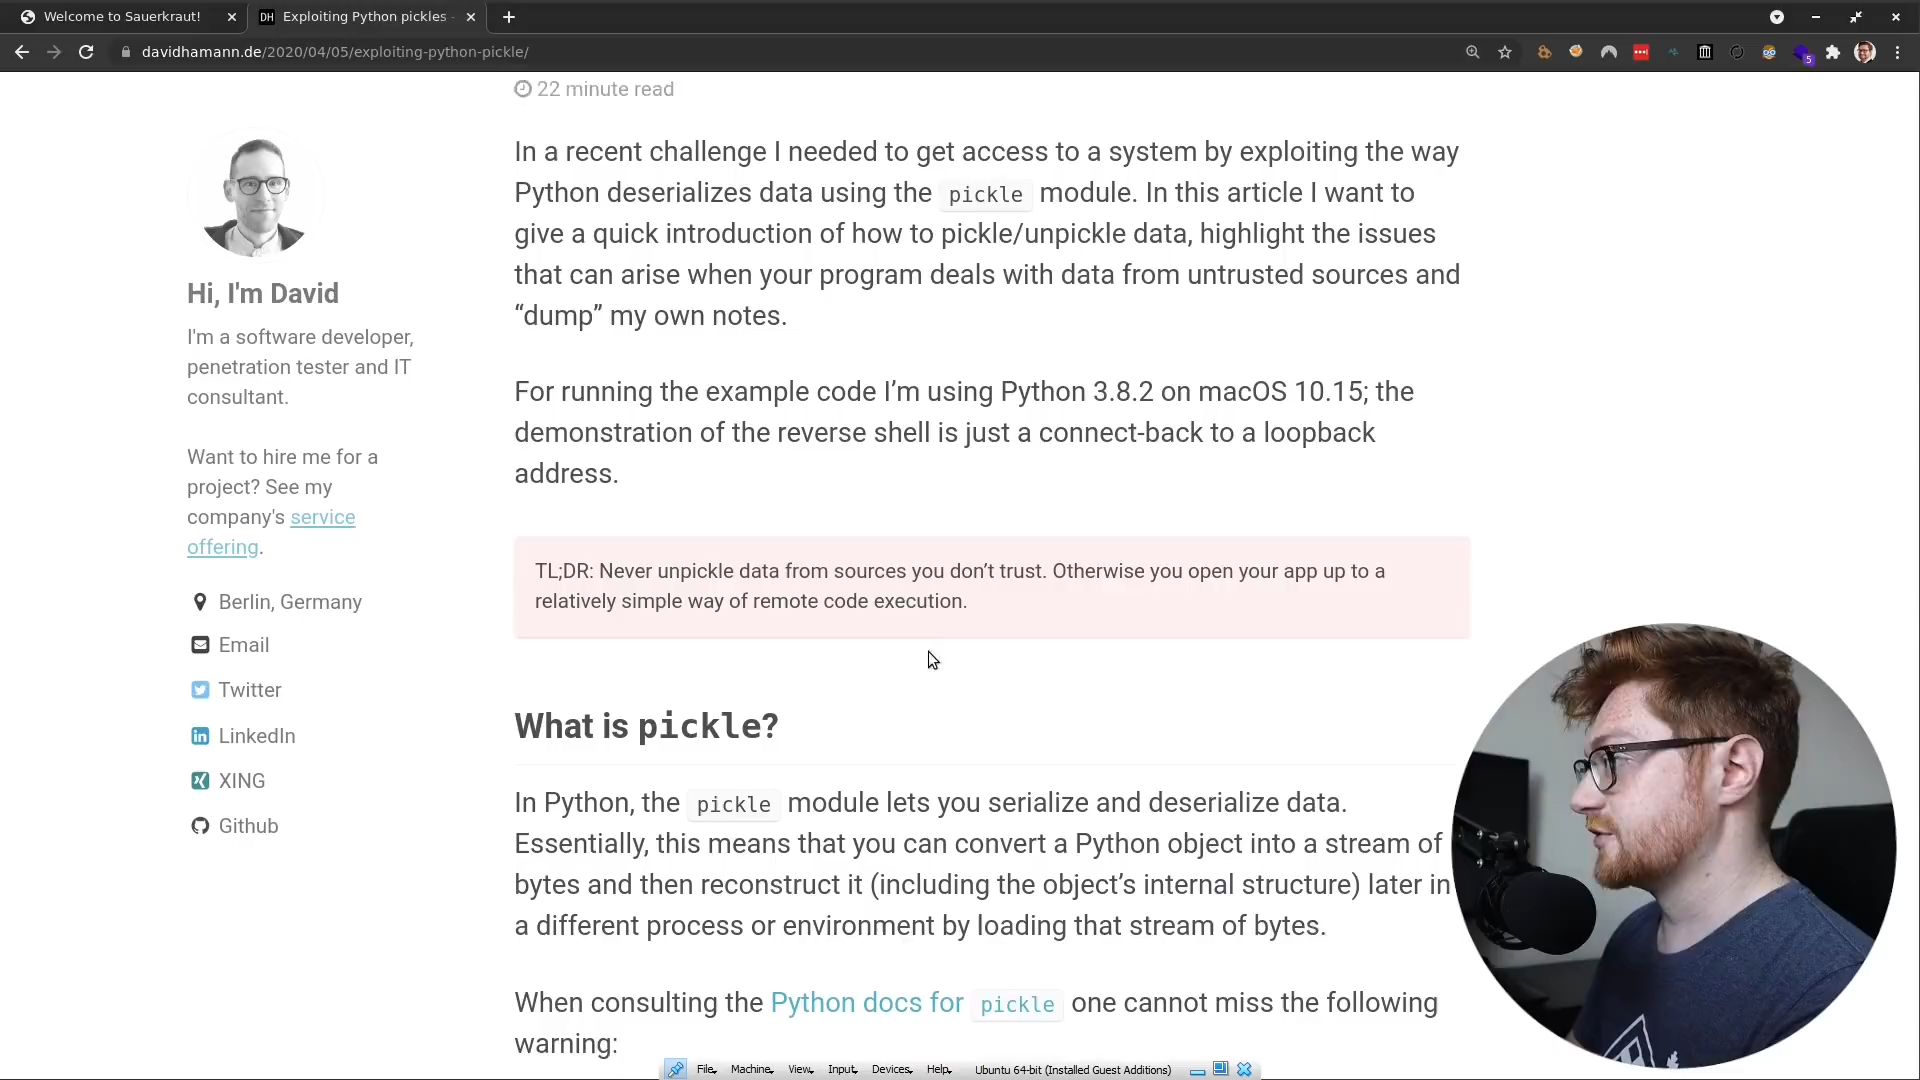 Welcome to Sauerkraut!
DH Exploiting Python pickles -
davidhamann.de/2020/04/05/exploiting-python-pickle/
5
22 minute read
In a recent challenge I needed to get access to a system by exploiting the way
Python deserializes data using the pickle module. In this article I want to
give a quick introduction of how to pickle/unpickle data, highlight the issues
that can arise when your program deals with data from untrusted sources and
“dump” my own notes.
For running the example code I’m using Python 3.8.2 on macOS 10.15; the
demonstration of the reverse shell is just a connect-back to a loopback
address.
TL;DR: Never unpickle data from sources you don’t trust. Otherwise you open your app up to a
relatively simple way of remote code execution.
What is pickle?
In Python, the pickle module lets you serialize and deserialize data.
Essentially, this means that you can convert a Python object into a stream of
bytes and then reconstruct it (including the object’s internal structure) later in
a different process or environment by loading that stream of bytes.
When consulting the Python docs for pickle one cannot miss the following
warning:
Hi, I'm David
I'm a software developer,
penetration tester and IT
consultant.
Want to hire me for a
project? See my
company's service
offering.
Berlin, Germany
Email
Twitter
LinkedIn
XING
Github
File Machine View Input Devices Help Ubuntu 64-bit (Installed Guest Additions)